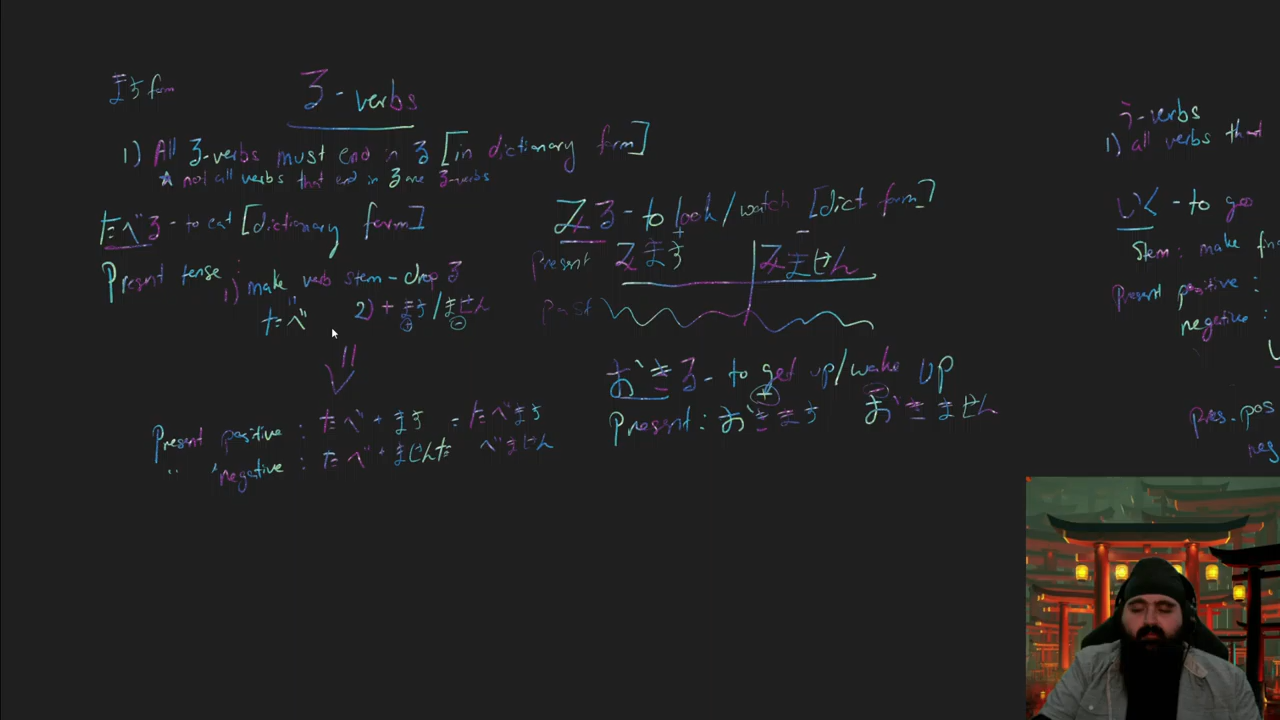 ます form
る-verbs
1) All る-verbs must end in る [in dictionary form]
* not all verbs that end in る are る-verbs
たべる - to eat [dictionary form]
Present tense : 1) make verb stem - drop る
たべ 2) + ます/ません
+ -
Present positive : たべ + ます = たべます
" " negative : たべ + ませんた べません
みる - to look/watch [dict form]
+ -
Present みます みません
past
おきる - to get up/wake up
+ -
Present: おきます おきません
う-verbs
1) all verbs that
いく - to go
Stem: make fin
Present positive :
negative :
Pres. pos
neg